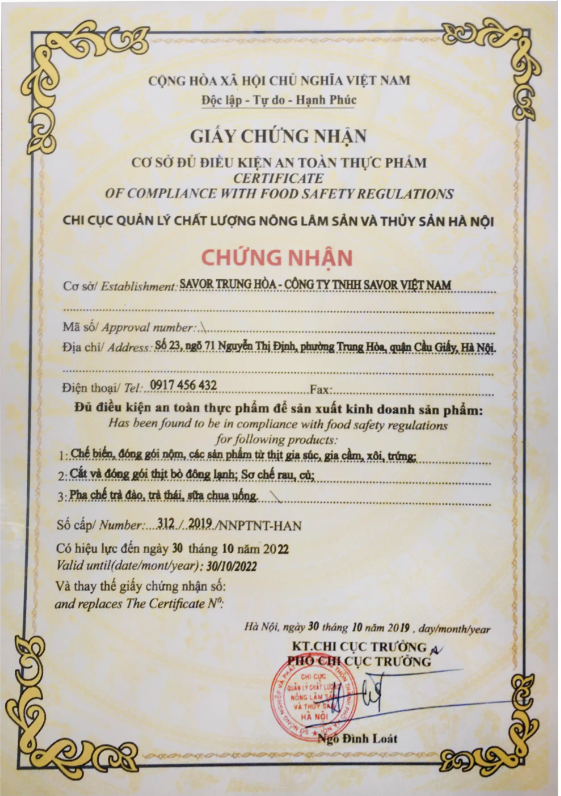 CỘNG HÒA XÃ HỘI CHỦ NGHĨA VIỆT NAM
Độc lập - Tự do - Hạnh Phúc
GIẤY CHỨNG NHẬN
CƠ SỞ ĐỦ ĐIỀU KIỆN AN TOÀN THỰC PHẨM
CERTIFICATE
OF COMPLIANCE WITH FOOD SAFETY REGULATIONS
CHI CỤC QUẢN LÝ CHẤT LƯỢNG NÔNG LÂM SẢN VÀ THỦY SẢN HÀ NỘI
CHỨNG NHẬN
Cơ sở/ Establishment: SAVOR TRUNG HÒA - CÔNG TY TNHH SAVOR VIỆT NAM
Mã số/ Approval number: \
Địa chỉ/ Address: Số 23, ngõ 71 Nguyễn Thị Định, phường Trung Hòa, quận Cầu Giấy, Hà Nội.
Điện thoại/ Tel: 0917 456 432 Fax:
Đủ điều kiện an toàn thực phẩm để sản xuất kinh doanh sản phẩm:
Has been found to be in compliance with food safety regulations
for following products:
1: Chế biến, đóng gói nộm, các sản phẩm từ thịt gia súc, gia cầm, xôi, trứng;
2: Cắt và đóng gói thịt bò đông lạnh; Sơ chế rau, củ;
3: Pha chế trà đào, trà thái, sữa chua uống. \
Số cấp/ Number: 312 / 2019 /NNPTNT-HAN
Có hiệu lực đến ngày 30 tháng 10 năm 2022
Valid until(date/mont/year): 30/10/2022
Và thay thế giấy chứng nhận số:
and replaces The Certificate Nº:
Hà Nội, ngày 30 tháng 10 năm 2019 , day/month/year
KT.CHI CỤC TRƯỞNG
PHÓ CHI CỤC TRƯỞNG
CHI CỤC
QUẢN LÝ CHẤT LƯỢNG
NÔNG LÂM SẢN
VÀ THỦY SẢN
HÀ NỘI
Ngô Đình Loát